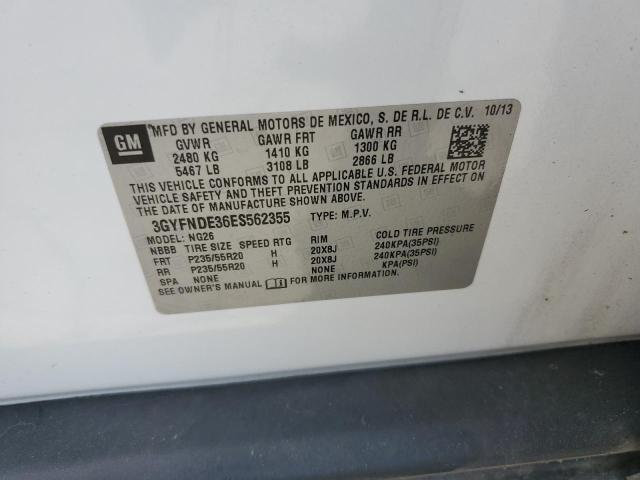 GM
MFD BY GENERAL MOTORS DE MEXICO, S. DE R.L. DE C.V. 10/13
GVWR GAWR FRT GAWR RR
2480 KG 1410 KG 1300 KG
5467 LB 3108 LB 2866 LB
THIS VEHICLE CONFORMS TO ALL APPLICABLE U.S. FEDERAL MOTOR
VEHICLE SAFETY AND THEFT PREVENTION STANDARDS IN EFFECT ON
THE DATE OF MANUFACTURE SHOWN ABOVE.
3GYFNDE36ES562355 TYPE: M.P.V.
MODEL: NG26
NBBB TIRE SIZE SPEED RTG RIM COLD TIRE PRESSURE
FRT P235/55R20 H 20X8J 240KPA(35PSI)
RR P235/55R20 H 20X8J 240KPA(35PSI)
SPA NONE NONE KPA(PSI)
SEE OWNER'S MANUAL FOR MORE INFORMATION.